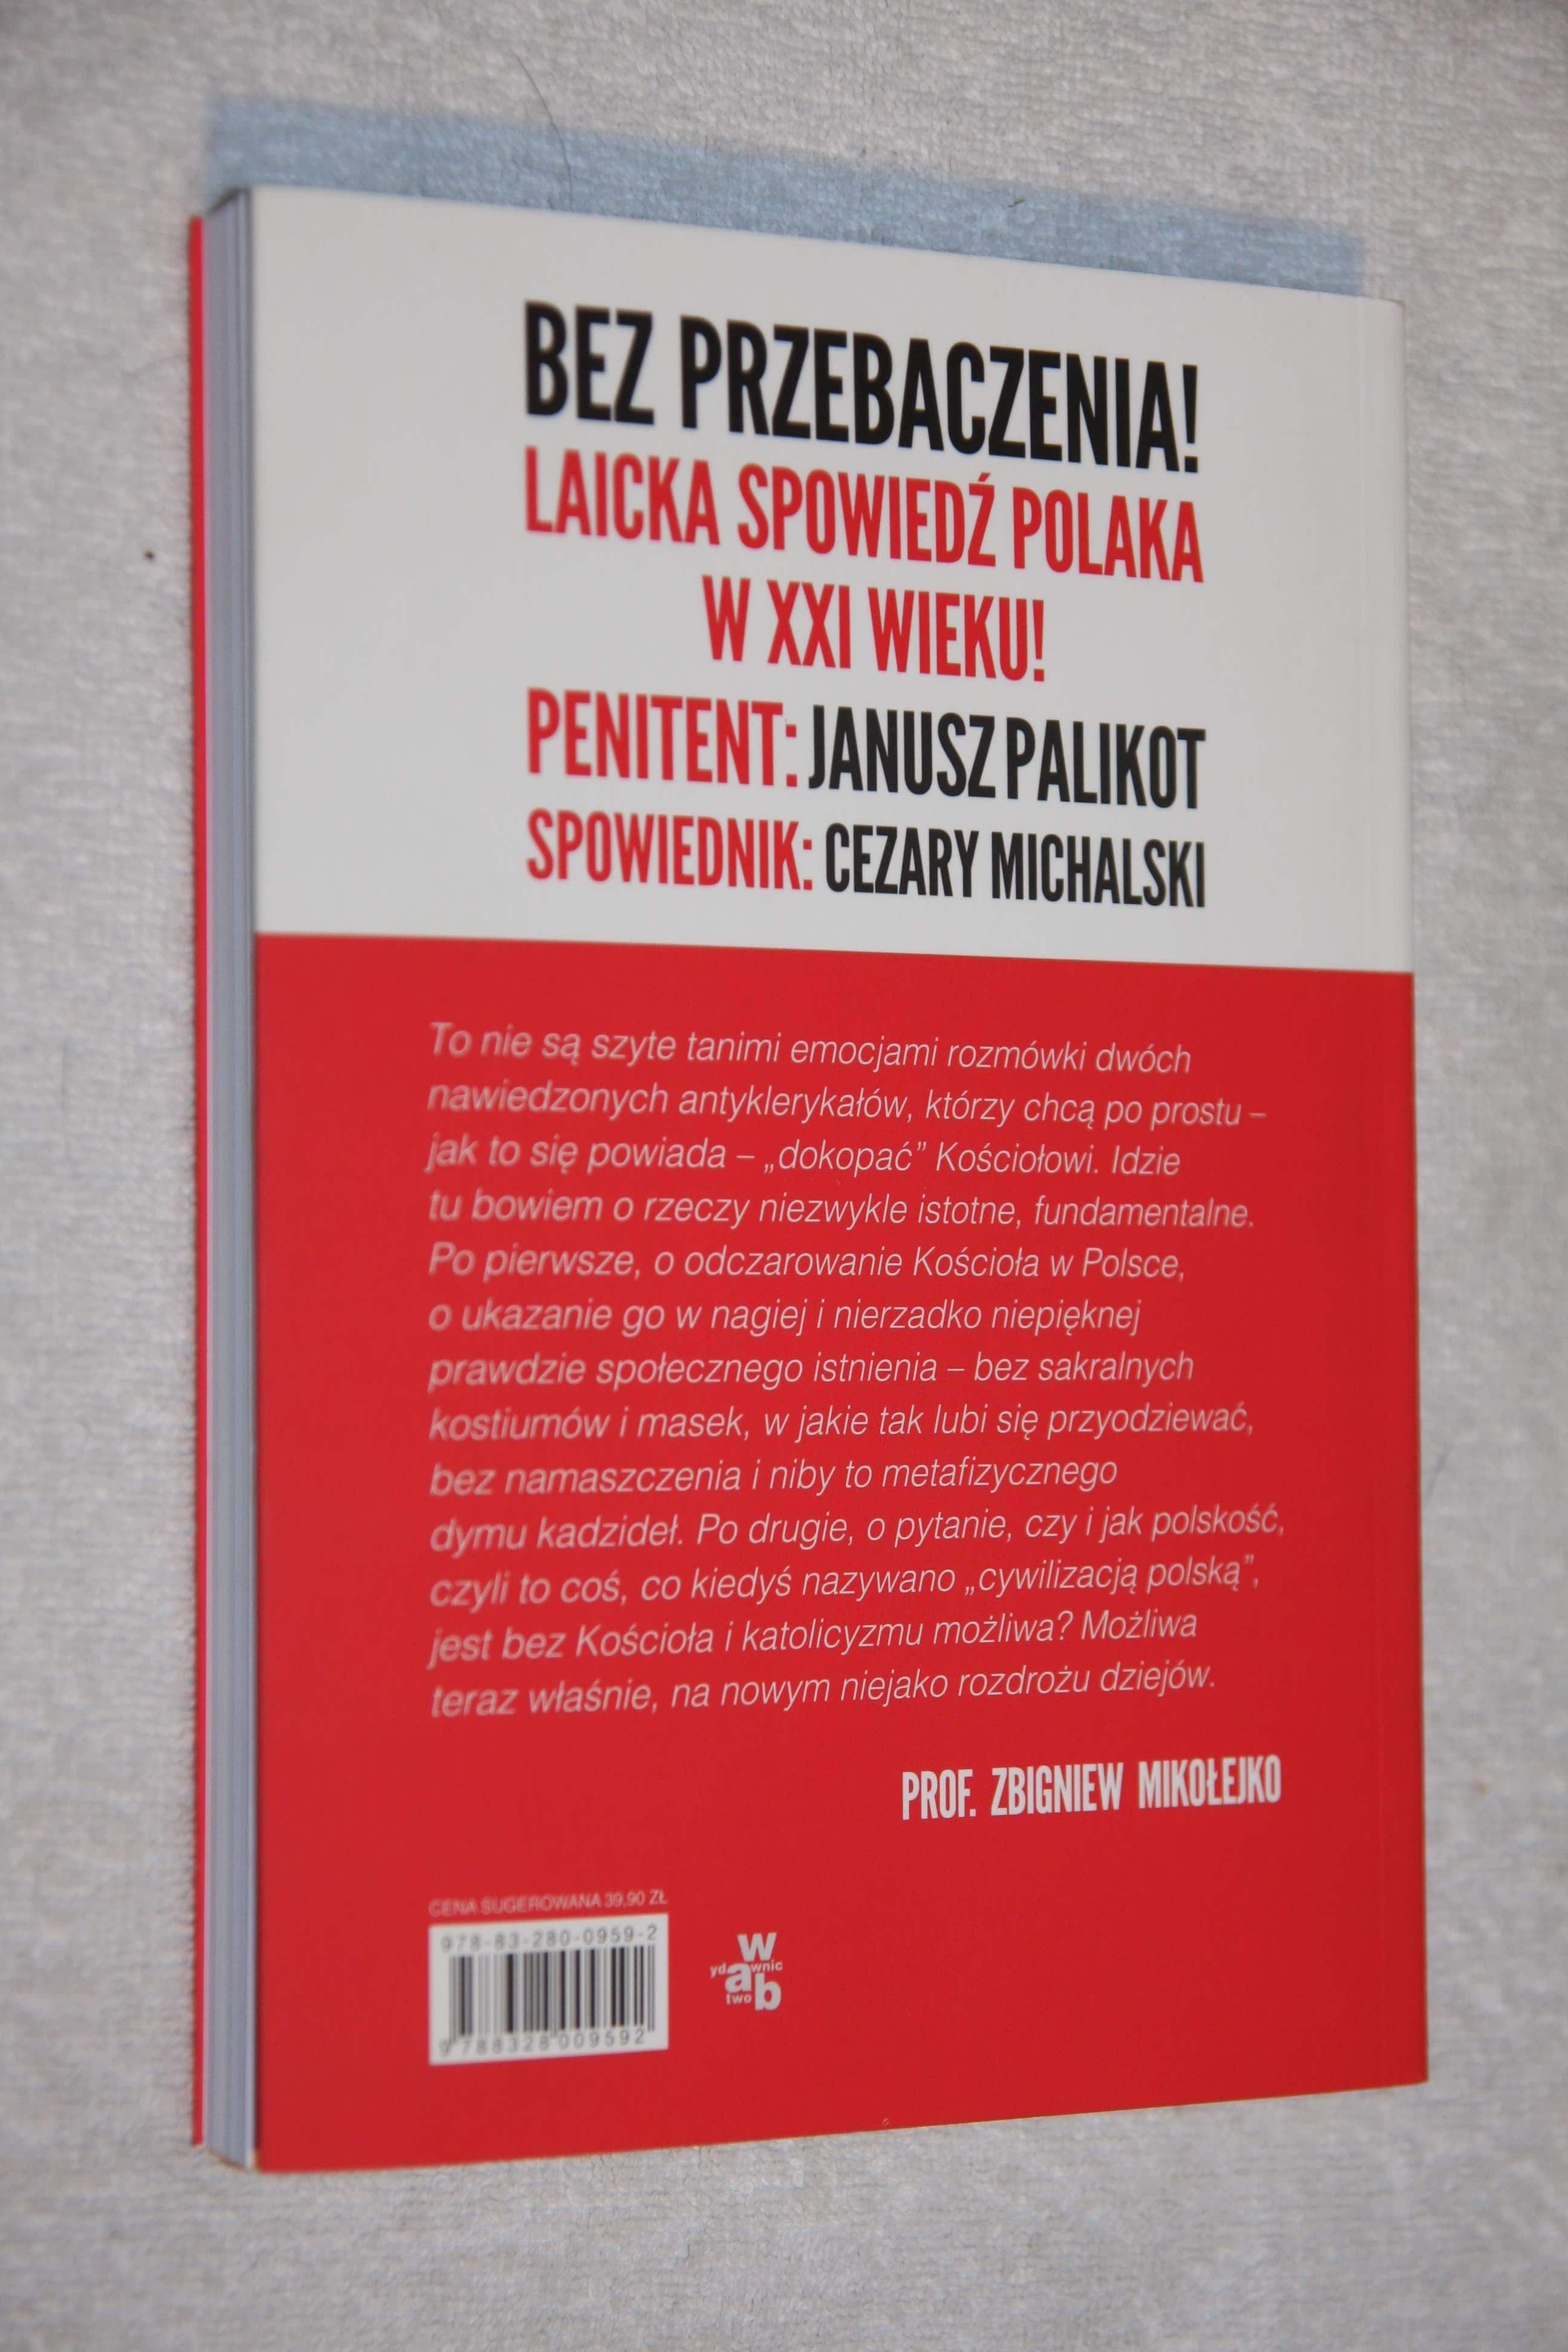 BEZ PRZEBACZENIA!
LAICKA SPOWIEDŹ POLAKA
W XXI WIEKU!
PENITENT: JANUSZ PALIKOT
SPOWIEDNIK: CEZARY MICHALSKI
To nie są szyte tanimi emocjami rozmówki dwóch
nawiedzonych antyklerykałów, którzy chcą po prostu –
jak to się powiada – „dokopać” Kościołowi. Idzie
tu bowiem o rzeczy niezwykle istotne, fundamentalne.
Po pierwsze, o odczarowanie Kościoła w Polsce,
o ukazanie go w nagiej i nierzadko niepięknej
prawdzie społecznego istnienia – bez sakralnych
kostiumów i masek, w jakie tak lubi się przyodziewać,
bez namaszczenia i niby to metafizycznego
dymu kadzideł. Po drugie, o pytanie, czy i jak polskość,
czyli to coś, co kiedyś nazywano „cywilizacją polską”,
jest bez Kościoła i katolicyzmu możliwa? Możliwa
teraz właśnie, na nowym niejako rozdrożu dziejów.
PROF. ZBIGNIEW MIKOŁEJKO
CENA SUGEROWANA 39,90 ZŁ
978-83-280-0959-2
9 788328 009592
w
ydawnic
two b